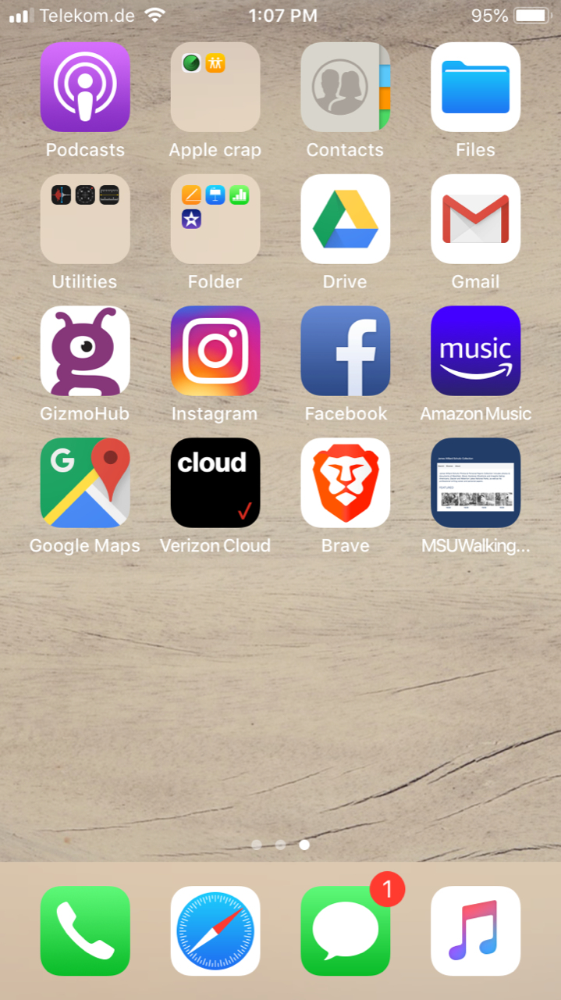 Telekom.de 1:07 PM 95%
Podcasts Apple crap Contacts Files
Utilities Folder Drive Gmail
music
GizmoHub Instagram Facebook Amazon Music
G cloud
Google Maps Verizon Cloud Brave MSUWalking...
1